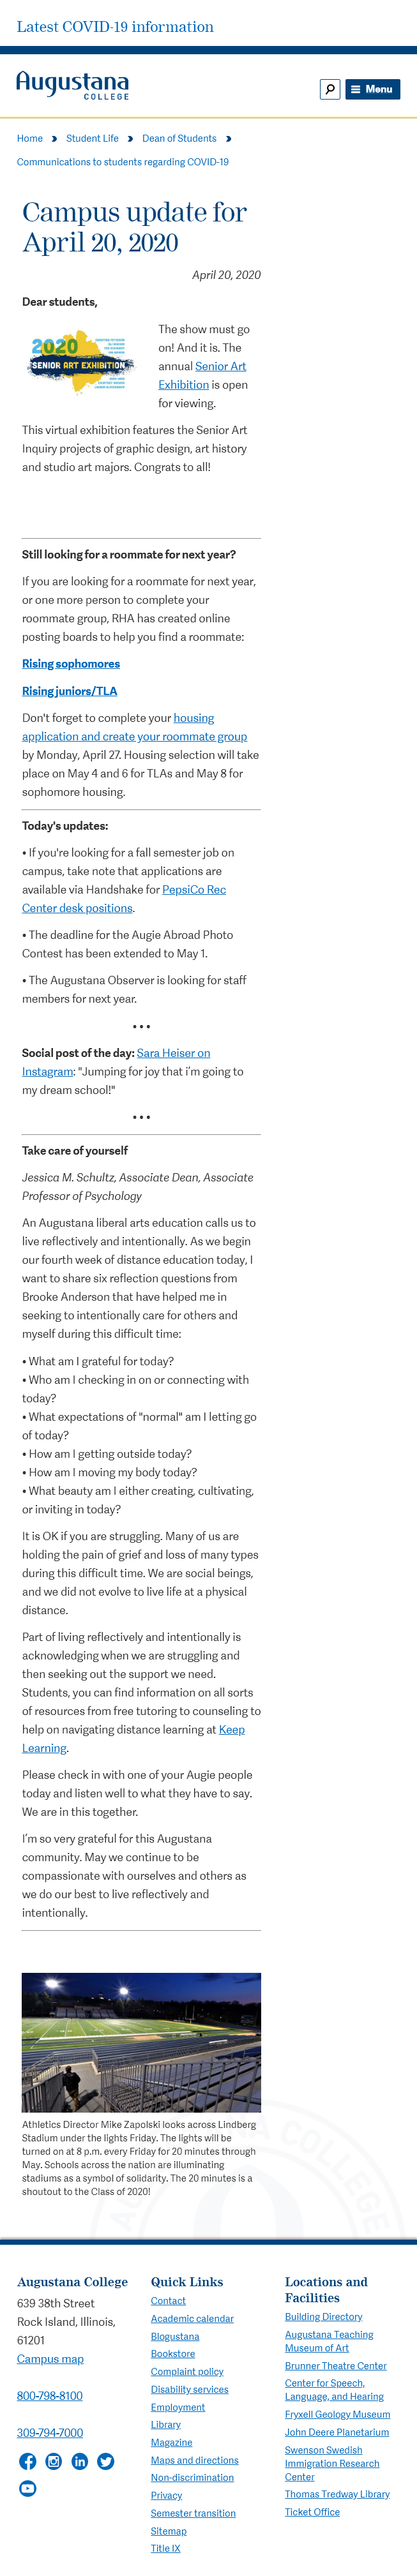 Latest COVID-19 information
Augustana
COLLEGE
Menu
Home
Student Life
Dean of Students
Communications to students regarding COVID-19
Campus update for
April 20, 2020
April 20, 2020
Dear students,
2020
SENIOR ART EXHIBITION
The show must go
on! And it is. The
annual Senior Art
Exhibition is open
for viewing.
This virtual exhibition features the Senior Art
Inquiry projects of graphic design, art history
and studio art majors. Congrats to all!
Still looking for a roommate for next year?
If you are looking for a roommate for next year,
or one more person to complete your
roommate group, RHA has created online
posting boards to help you find a roommate:
Rising sophomores
Rising juniors/TLA
Don't forget to complete your housing
application and create your roommate group
by Monday, April 27. Housing selection will take
place on May 4 and 6 for TLAs and May 8 for
sophomore housing.
Today's updates:
• If you're looking for a fall semester job on
campus, take note that applications are
available via Handshake for PepsiCo Rec
Center desk positions.
• The deadline for the Augie Abroad Photo
Contest has been extended to May 1.
• The Augustana Observer is looking for staff
members for next year.
• • •
Social post of the day: Sara Heiser on
Instagram: "Jumping for joy that i’m going to
my dream school!"
• • •
Take care of yourself
Jessica M. Schultz, Associate Dean, Associate
Professor of Psychology
An Augustana liberal arts education calls us to
live reflectively and intentionally. As we begin
our fourth week of distance education today, I
want to share six reflection questions from
Brooke Anderson that have helped me in
seeking to intentionally care for others and
myself during this difficult time:
• What am I grateful for today?
• Who am I checking in on or connecting with
today?
• What expectations of "normal" am I letting go
of today?
• How am I getting outside today?
• How am I moving my body today?
• What beauty am I either creating, cultivating,
or inviting in today?
It is OK if you are struggling. Many of us are
holding the pain of grief and loss of many types
during this difficult time. We are social beings,
and we did not evolve to live life at a physical
distance.
Part of living reflectively and intentionally is
acknowledging when we are struggling and
then seeking out the support we need.
Students, you can find information on all sorts
of resources from free tutoring to counseling to
help on navigating distance learning at Keep
Learning.
Please check in with one of your Augie people
today and listen well to what they have to say.
We are in this together.
I’m so very grateful for this Augustana
community. May we continue to be
compassionate with ourselves and others as
we do our best to live reflectively and
intentionally.
Athletics Director Mike Zapolski looks across Lindberg
Stadium under the lights Friday. The lights will be
turned on at 8 p.m. every Friday for 20 minutes through
May. Schools across the nation are illuminating
stadiums as a symbol of solidarity. The 20 minutes is a
shoutout to the Class of 2020!
Augustana College
639 38th Street
Rock Island, Illinois,
61201
Campus map
800-798-8100
309-794-7000
Quick Links
Contact
Academic calendar
Blogustana
Bookstore
Complaint policy
Disability services
Employment
Library
Magazine
Maps and directions
Non-discrimination
Privacy
Semester transition
Sitemap
Title IX
Locations and
Facilities
Building Directory
Augustana Teaching
Museum of Art
Brunner Theatre Center
Center for Speech,
Language, and Hearing
Fryxell Geology Museum
John Deere Planetarium
Swenson Swedish
Immigration Research
Center
Thomas Tredway Library
Ticket Office